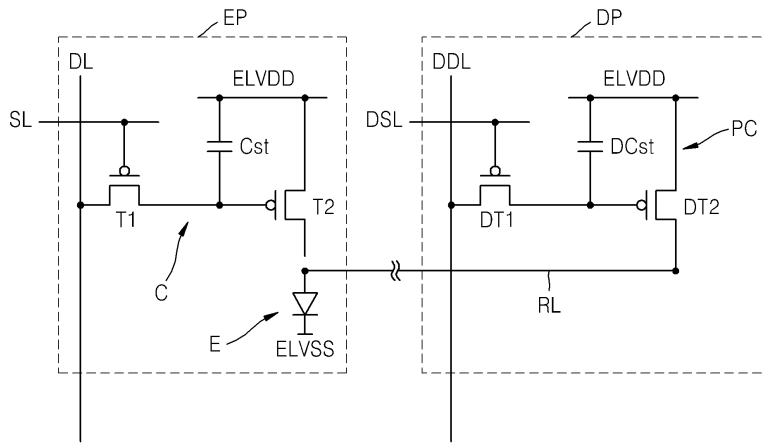 EP
DP
DL
DDL
ELVDD
ELVDD
SL
DSL
PC
Cst
DCst
T1
T2
DT1
DT2
C
RL
E
ELVSS